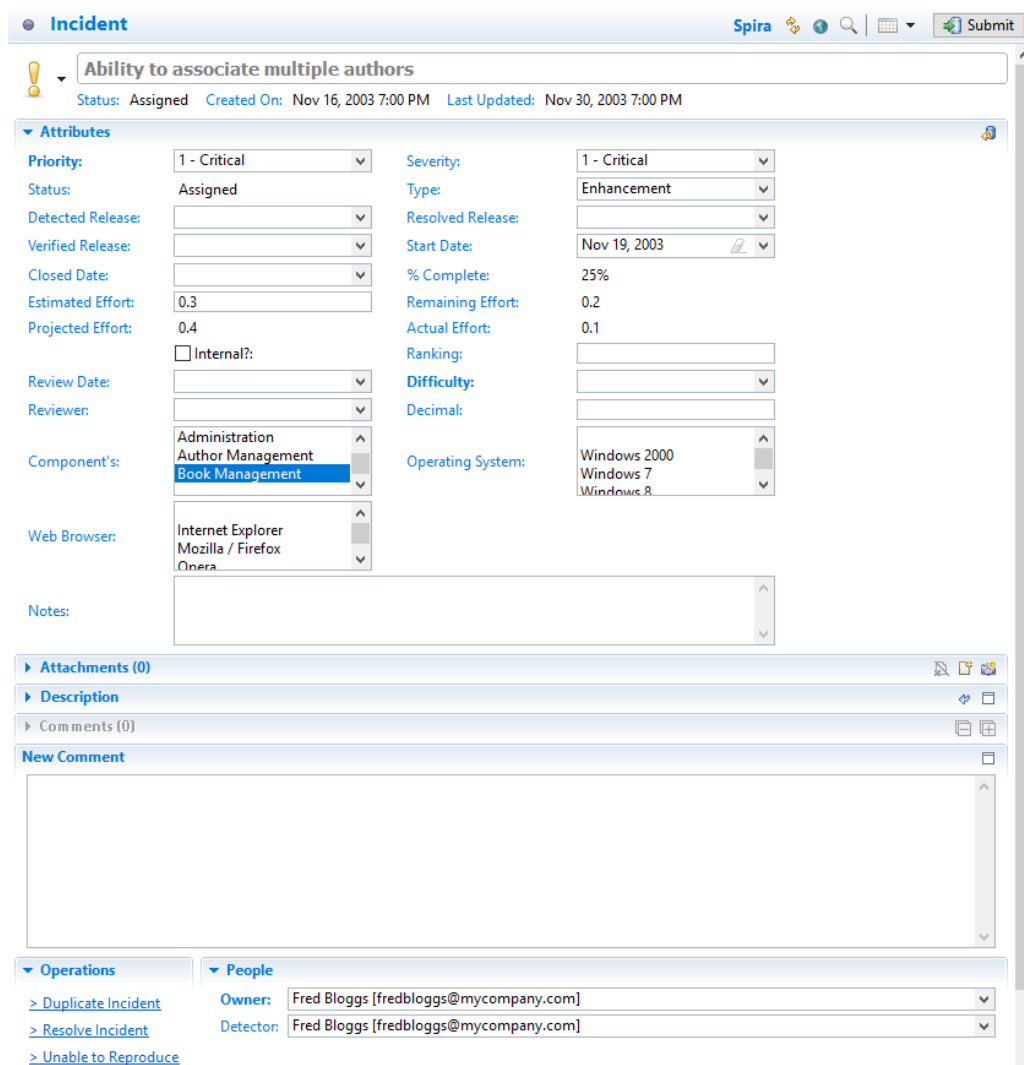 Incident Spira Submit
Ability to associate multiple authors
Status: Assigned Created On: Nov 16, 2003 7:00 PM Last Updated: Nov 30, 2003 7:00 PM
Attributes
Priority: 1 - Critical Severity: 1 - Critical
Status: Assigned Type: Enhancement
Detected Release: Resolved Release:
Verified Release: Start Date: Nov 19, 2003
Closed Date: % Complete: 25%
Estimated Effort: 0.3 Remaining Effort: 0.2
Projected Effort: 0.4 Actual Effort: 0.1
Internal?: Ranking:
Review Date: Difficulty:
Reviewer: Decimal:
Component's: Operating System:
Administration
Author Management
Book Management
Windows 2000
Windows 7
Windows 8
Web Browser:
Internet Explorer
Mozilla / Firefox
Opera
Notes:
Attachments (0)
Description
Comments (0)
New Comment
Operations
> Duplicate Incident
> Resolve Incident
> Unable to Reproduce
People
Owner: Fred Bloggs [fredbloggs@mycompany.com]
Detector: Fred Bloggs [fredbloggs@mycompany.com]